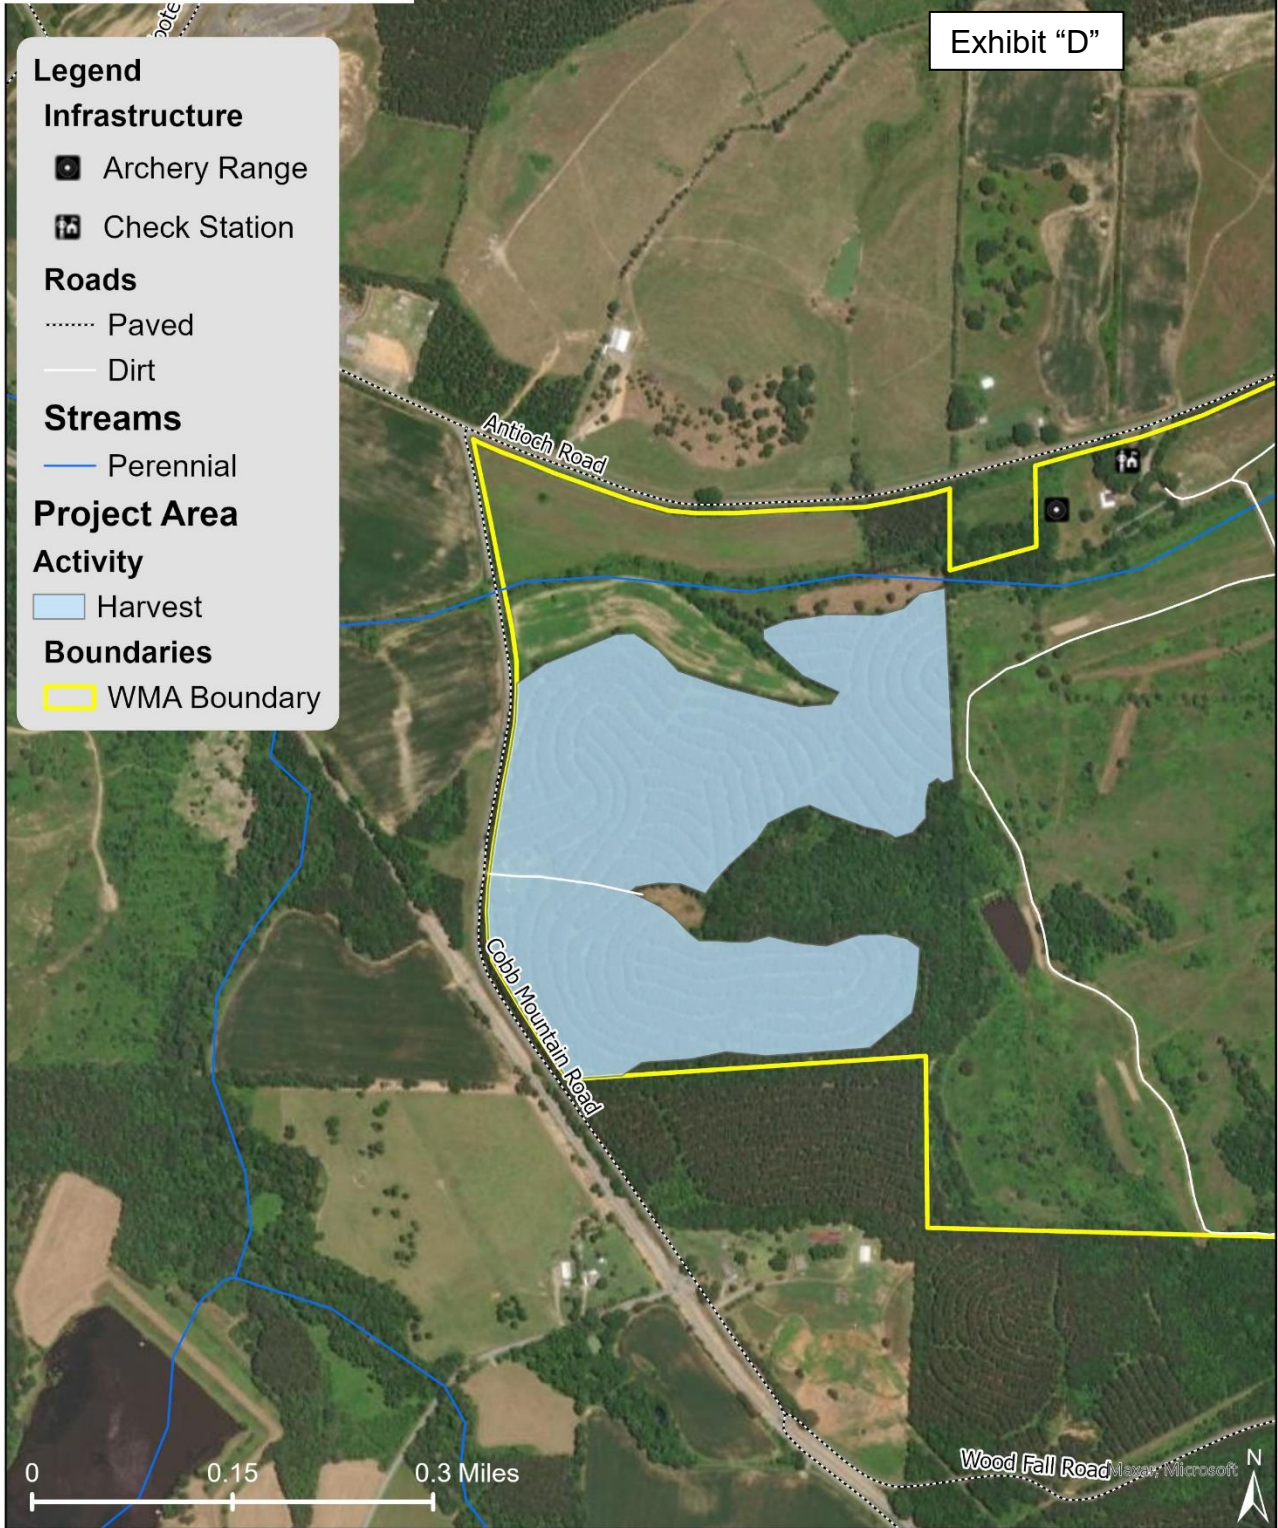 Exhibit “D”
Legend
Infrastructure
Archery Range
Check Station
Roads
Paved
Dirt
Streams
Perennial
Project Area
Activity
Harvest
Boundaries
WMA Boundary
Antioch Road
Cobb Mountain Road
Wood Fall Road
Maxar, Microsoft
N
0 0.15 0.3 Miles